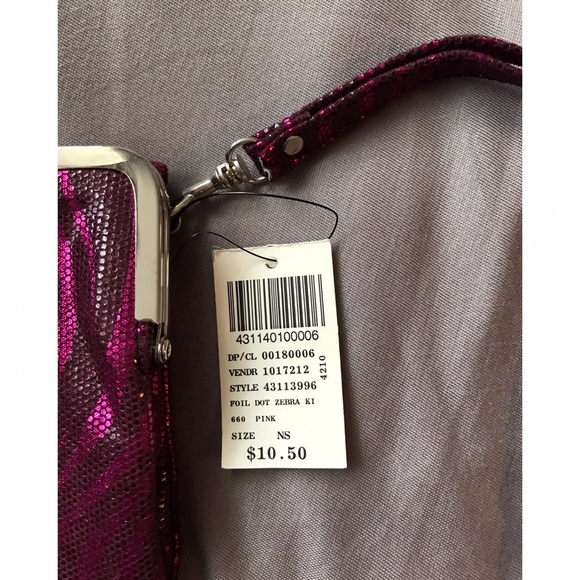 431140100006
DP/CL 00180006
VENDR 1017212
STYLE 43113996
4210
FOIL DOT ZEBRA KI
660 PINK
SIZE NS
$10.50